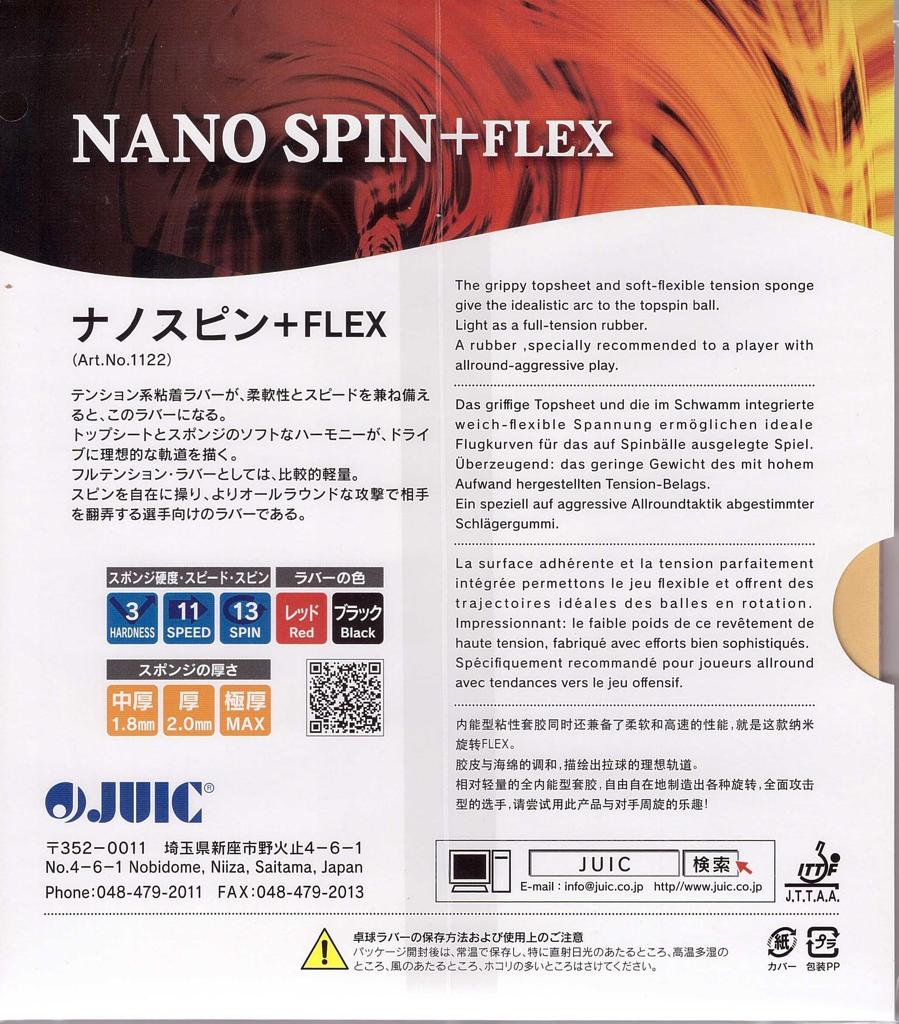 NANO SPIN+FLEX
ナノスピン+FLEX
(Art.No.1122)
テンション系粘着ラバーが、柔軟性とスピードを兼ね備え
ると、このラバーになる。
トップシートとスポンジのソフトなハーモニーが、ドライ
ブに理想的な軌道を描く。
フルテンション・ラバーとしては、比較的軽量。
スピンを自在に操り、よりオールラウンドな攻撃で相手
を翻弄する選手向けのラバーである。
スポンジ硬度・スピード・スピン
ラバーの色
3 HARDNESS
11 SPEED
13 SPIN
レッド Red
ブラック Black
スポンジの厚さ
中厚 1.8mm
厚 2.0mm
極厚 MAX
JUIC®
〒352-0011 埼玉県新座市野火止4-6-1
No.4-6-1 Nobidome, Niiza, Saitama, Japan
Phone:048-479-2011 FAX:048-479-2013
The grippy topsheet and soft-flexible tension sponge
give the idealistic arc to the topspin ball.
Light as a full-tension rubber.
A rubber ,specially recommended to a player with
allround-aggressive play.
Das griffige Topsheet und die im Schwamm integrierte
weich-flexible Spannung ermöglichen ideale
Flugkurven für das auf Spinbälle ausgelegte Spiel.
Überzeugend: das geringe Gewicht des mit hohem
Aufwand hergestellten Tension-Belags.
Ein speziell auf aggressive Allroundtaktik abgestimmter
Schlägergummi.
La surface adhérente et la tension parfaitement
intégrée permettons le jeu flexible et offrent des
trajectoires idéales des balles en rotation.
Impressionnant: le faible poids de ce revêtement de
haute tension, fabriqué avec efforts bien sophistiqués.
Spécifiquement recommandé pour joueurs allround
avec tendances vers le jeu offensif.
内能型粘性套胶同时还兼备了柔软和高速的性能，就是这款纳米
旋转FLEX。
胶皮与海绵的调和，描绘出拉球的理想轨道。
相对轻量的全内能型套胶，自由自在地制造出各种旋转，全面攻击
型的选手，请尝试用此产品与对手周旋的乐趣!
JUIC 検索
E-mail : info@juic.co.jp http//www.juic.co.jp
ITTF
J.T.T.A.A.
卓球ラバーの保存方法および使用上のご注意
パッケージ開封後は、常温で保存し、特に直射日光のあたるところ、高温多湿の
ところ、風のあたるところ、ホコリの多いところはさけてください。
紙 カバー
プラ 包装PP